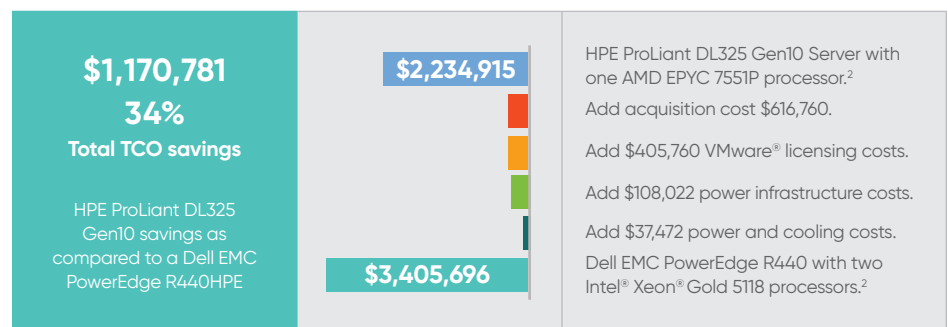 $1,170,781
34%
Total TCO savings
HPE ProLiant DL325
Gen10 savings as
compared to a Dell EMC
PowerEdge R440HPE
$2,234,915
$3,405,696
HPE ProLiant DL325 Gen10 Server with
one AMD EPYC 7551P processor.²
Add acquisition cost $616,760.
Add $405,760 VMware® licensing costs.
Add $108,022 power infrastructure costs.
Add $37,472 power and cooling costs.
Dell EMC PowerEdge R440 with two
Intel® Xeon® Gold 5118 processors.²